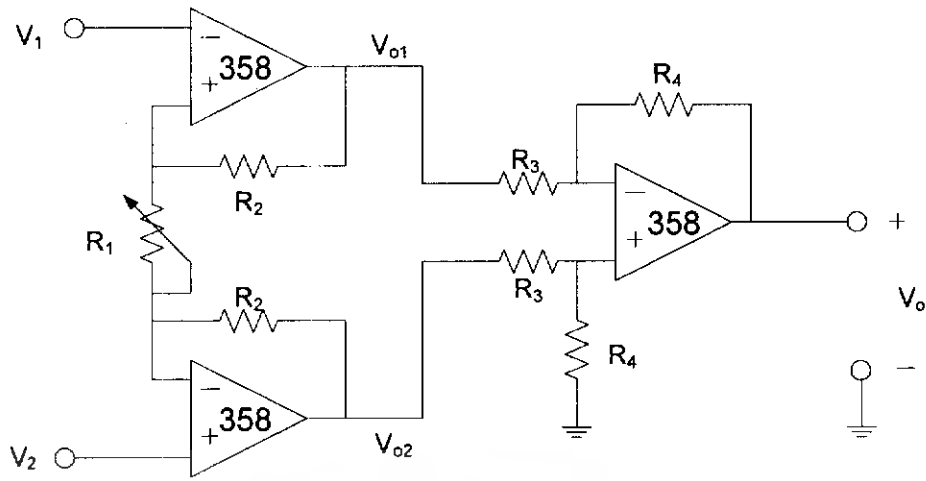 V1
−
358
+
Vo1
R2
R4
R3
−
358
+
+
R1
R3
R2
Vo
R4
−
−
358
+
V2
Vo2